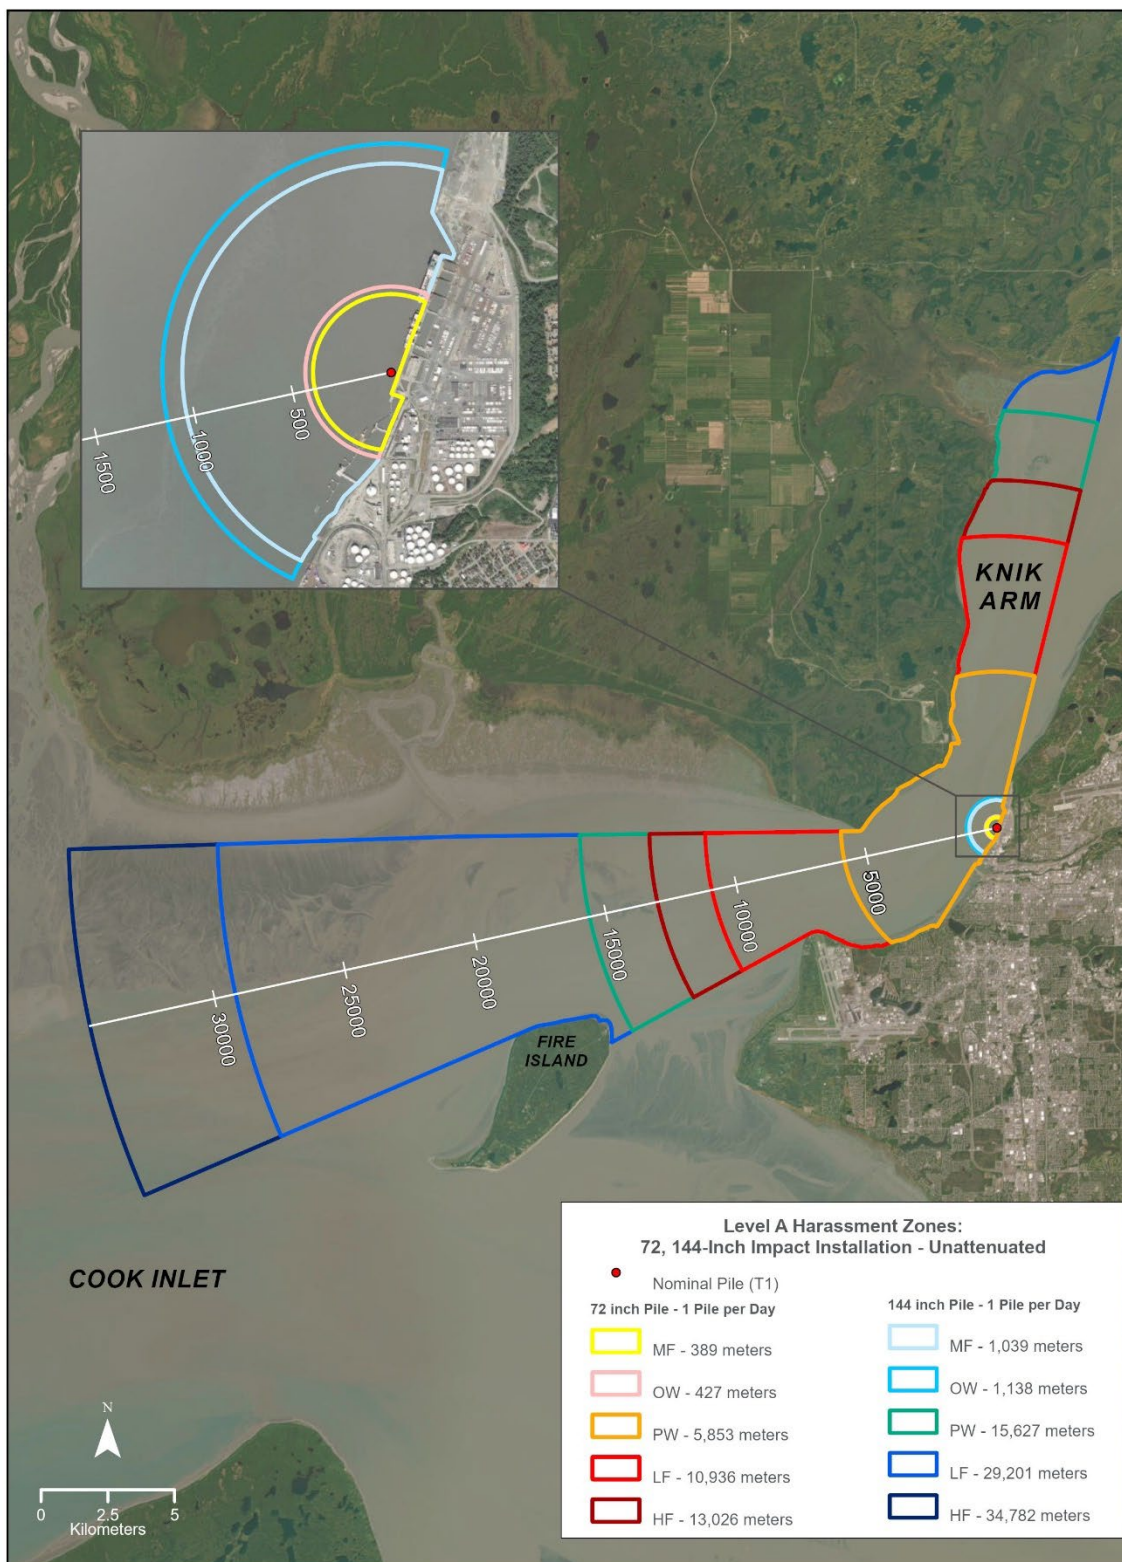 500
1000
1500
KNIK
ARM
5000
10000
15000
20000
25000
30000
FIRE
ISLAND
COOK INLET
Level A Harassment Zones:
72, 144-Inch Impact Installation - Unattenuated
Nominal Pile (T1)
72 inch Pile - 1 Pile per Day
MF - 389 meters
OW - 427 meters
PW - 5,853 meters
LF - 10,936 meters
HF - 13,026 meters
144 inch Pile - 1 Pile per Day
MF - 1,039 meters
OW - 1,138 meters
PW - 15,627 meters
LF - 29,201 meters
HF - 34,782 meters
N
0 2.5 5
Kilometers